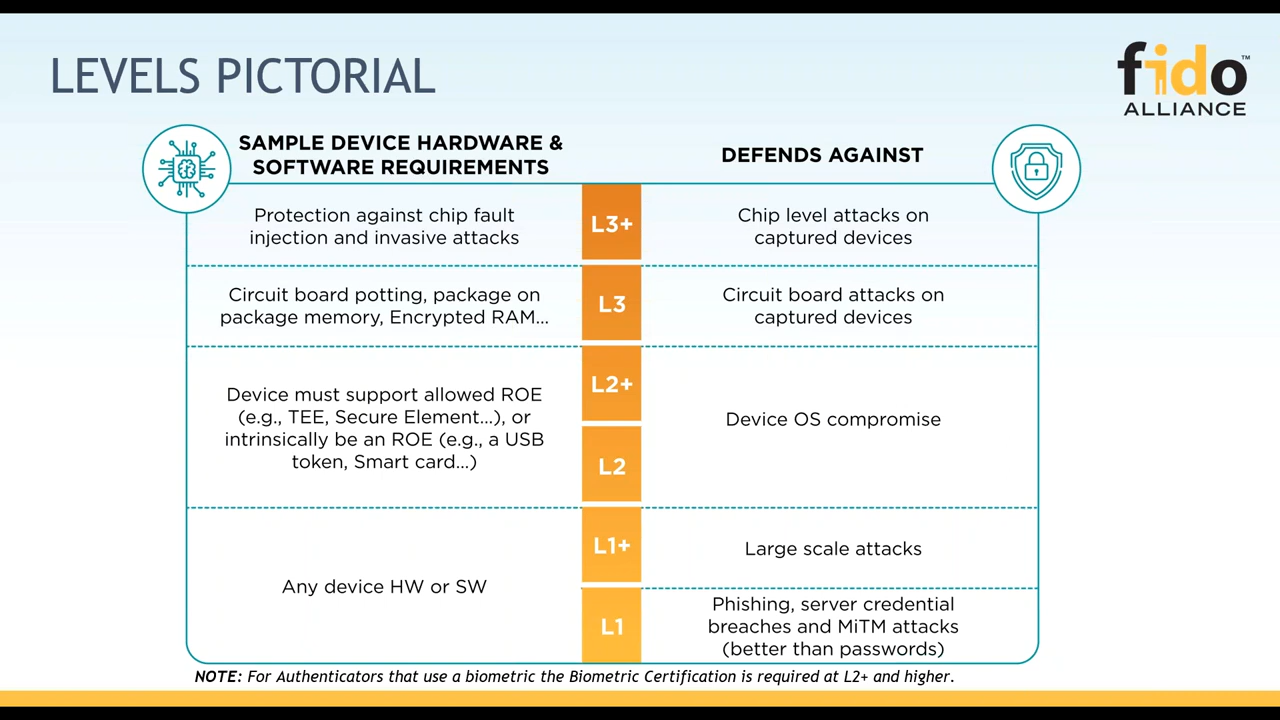 LEVELS PICTORIAL
fido™
ALLIANCE
SAMPLE DEVICE HARDWARE &
SOFTWARE REQUIREMENTS
DEFENDS AGAINST
Protection against chip fault
injection and invasive attacks
L3+
Chip level attacks on
captured devices
Circuit board potting, package on
package memory, Encrypted RAM...
L3
Circuit board attacks on
captured devices
L2+
Device must support allowed ROE
(e.g., TEE, Secure Element...), or
intrinsically be an ROE (e.g., a USB
token, Smart card...)
Device OS compromise
L2
L1+
Large scale attacks
Any device HW or SW
L1
Phishing, server credential
breaches and MiTM attacks
(better than passwords)
NOTE: For Authenticators that use a biometric the Biometric Certification is required at L2+ and higher.